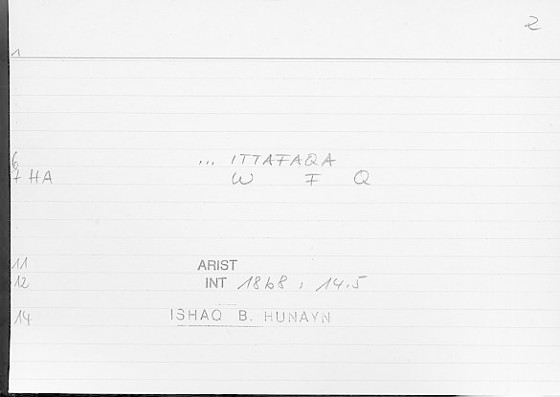 2
1
6 ... ITTAFAQA
7 HA W F Q
11 ARIST
12 INT 18b8 , 14.5
14 ISHAQ B. HUNAYN